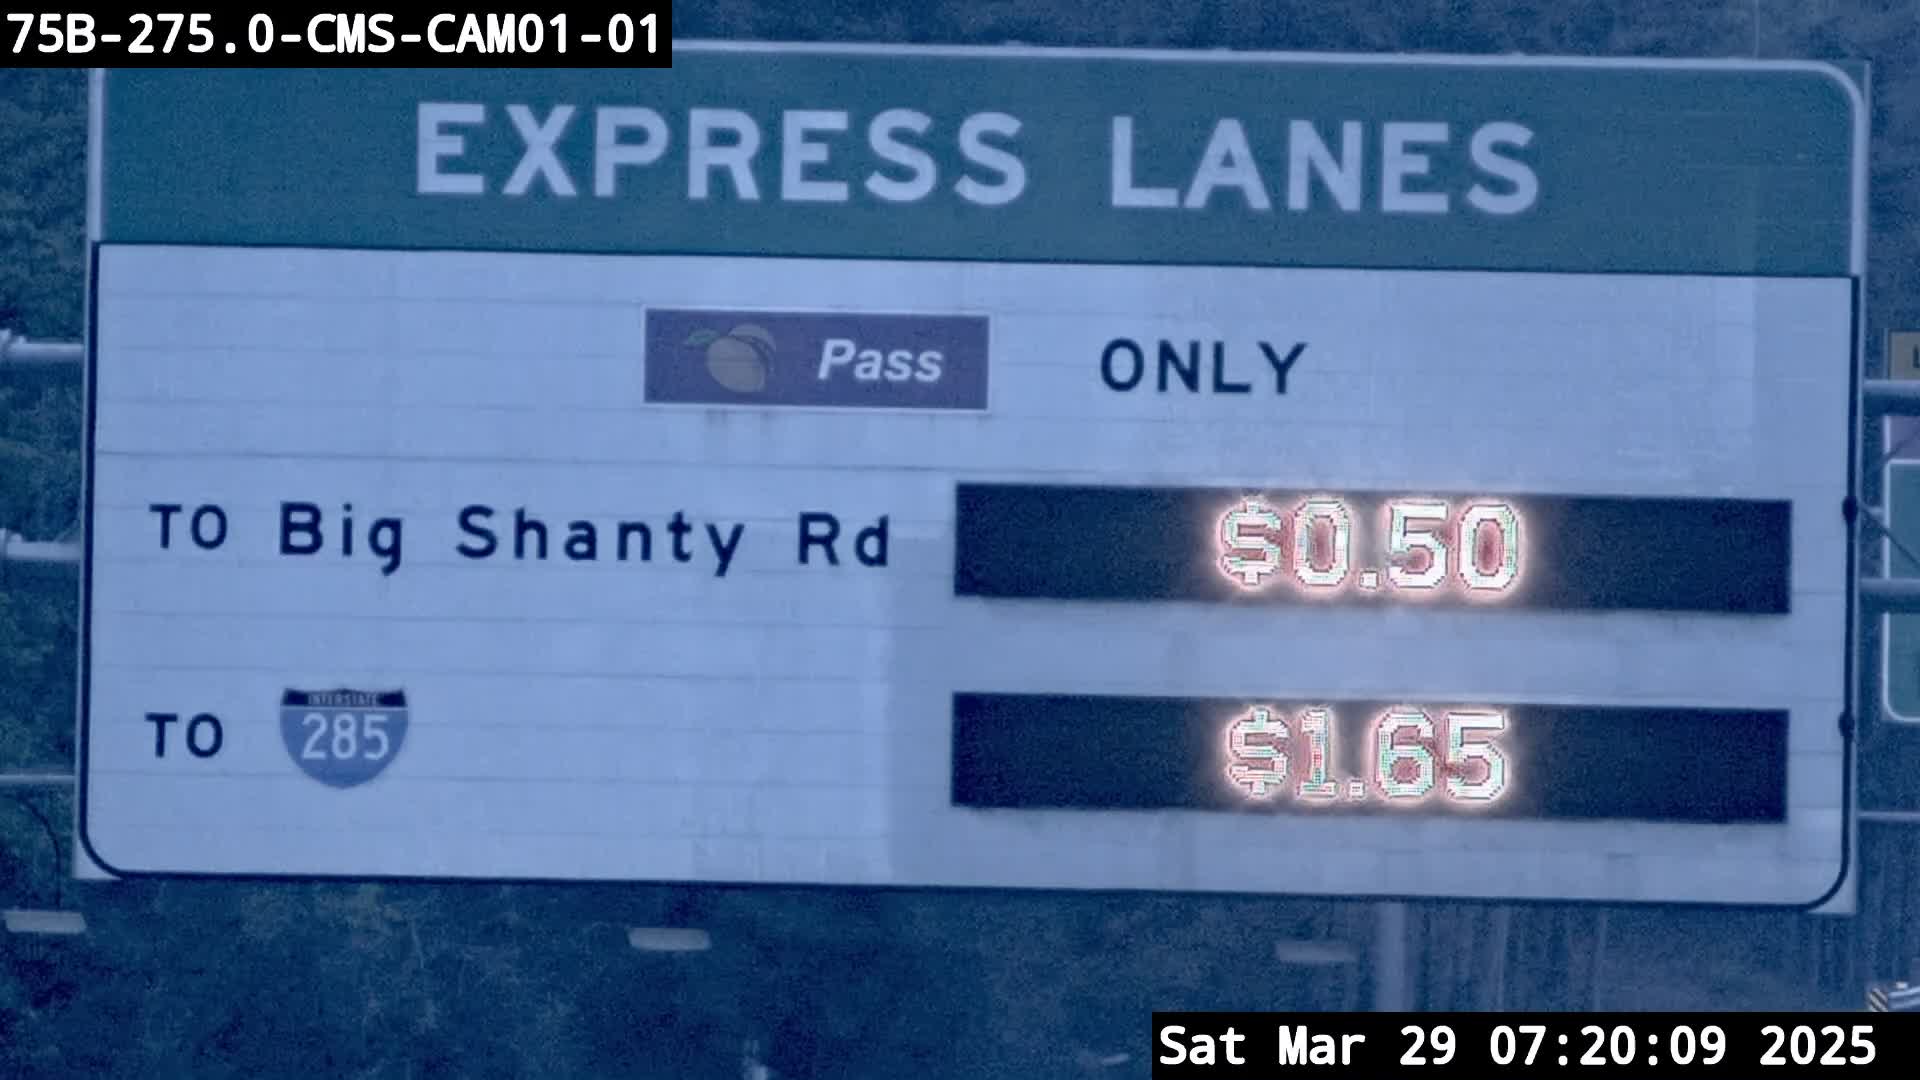 75B-275.0-CMS-CAM01-01
EXPRESS LANES
Pass ONLY
TO Big Shanty Rd $0.50
TO INTERSTATE 285 $1.65
Sat Mar 29 07:20:09 2025